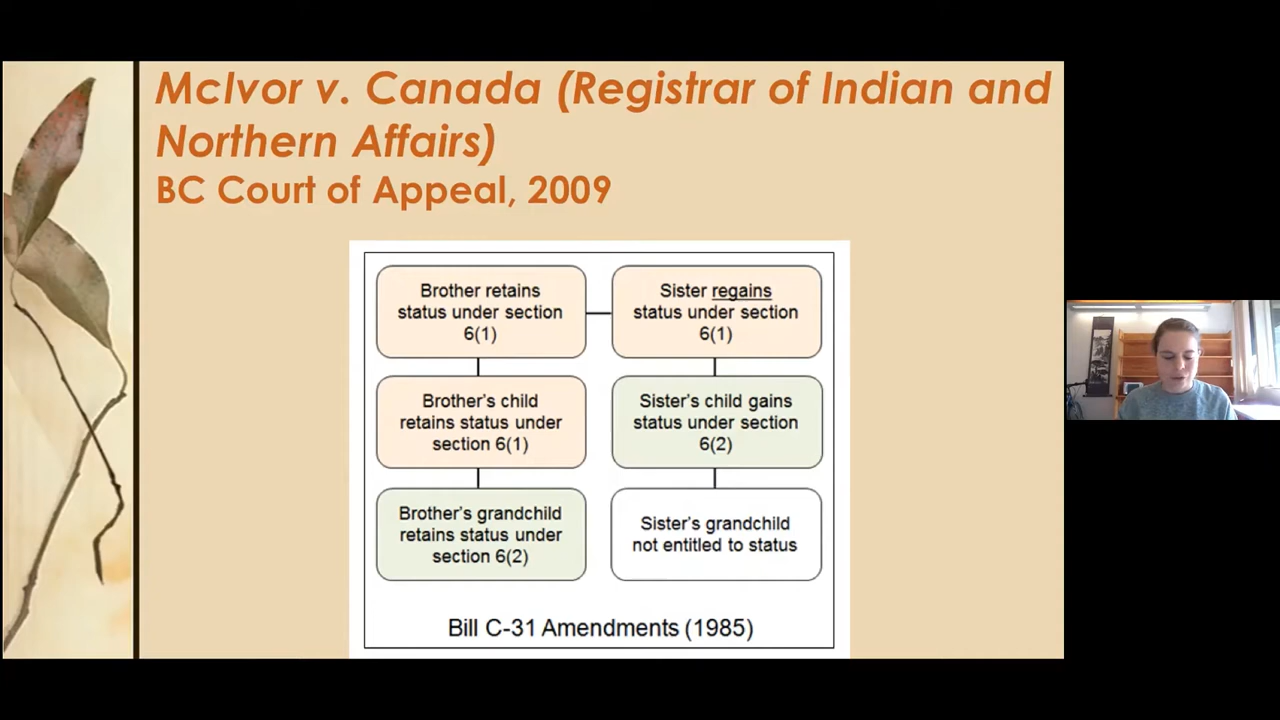 McIvor v. Canada (Registrar of Indian and
Northern Affairs)
BC Court of Appeal, 2009
Brother retains
status under section
6(1)
Sister regains
status under section
6(1)
Brother's child
retains status under
section 6(1)
Sister's child gains
status under section
6(2)
Brother's grandchild
retains status under
section 6(2)
Sister's grandchild
not entitled to status
Bill C-31 Amendments (1985)